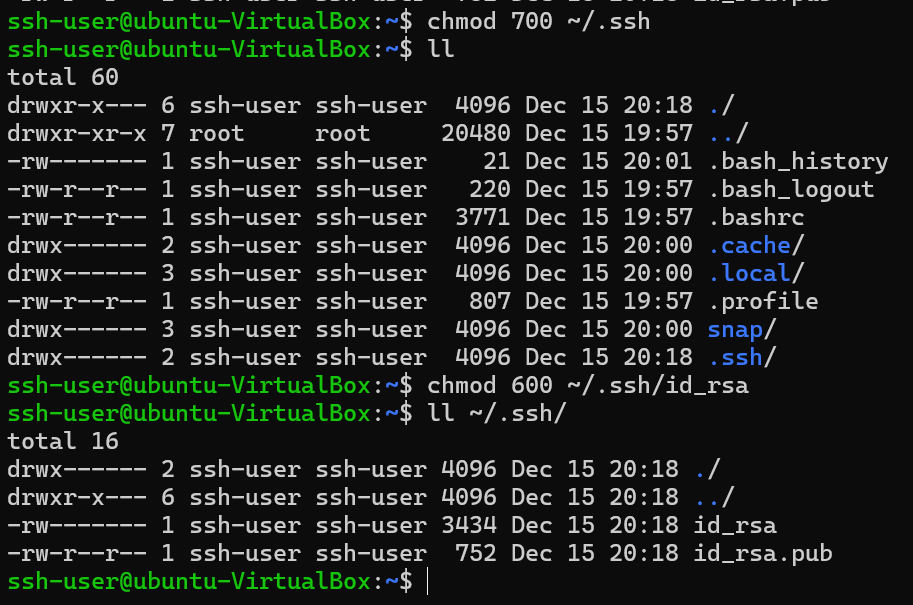 ssh-user@ubuntu-VirtualBox:~$ chmod 700 ~/.ssh
ssh-user@ubuntu-VirtualBox:~$ ll
total 60
drwxr-x--- 6 ssh-user ssh-user  4096 Dec 15 20:18 ./
drwxr-xr-x 7 root     root     20480 Dec 15 19:57 ../
-rw------- 1 ssh-user ssh-user    21 Dec 15 20:01 .bash_history
-rw-r--r-- 1 ssh-user ssh-user   220 Dec 15 19:57 .bash_logout
-rw-r--r-- 1 ssh-user ssh-user  3771 Dec 15 19:57 .bashrc
drwx------ 2 ssh-user ssh-user  4096 Dec 15 20:00 .cache/
drwx------ 3 ssh-user ssh-user  4096 Dec 15 20:00 .local/
-rw-r--r-- 1 ssh-user ssh-user   807 Dec 15 19:57 .profile
drwx------ 3 ssh-user ssh-user  4096 Dec 15 20:00 snap/
drwx------ 2 ssh-user ssh-user  4096 Dec 15 20:18 .ssh/
ssh-user@ubuntu-VirtualBox:~$ chmod 600 ~/.ssh/id_rsa
ssh-user@ubuntu-VirtualBox:~$ ll ~/.ssh/
total 16
drwx------ 2 ssh-user ssh-user 4096 Dec 15 20:18 ./
drwxr-x--- 6 ssh-user ssh-user 4096 Dec 15 20:18 ../
-rw------- 1 ssh-user ssh-user 3434 Dec 15 20:18 id_rsa
-rw-r--r-- 1 ssh-user ssh-user  752 Dec 15 20:18 id_rsa.pub
ssh-user@ubuntu-VirtualBox:~$